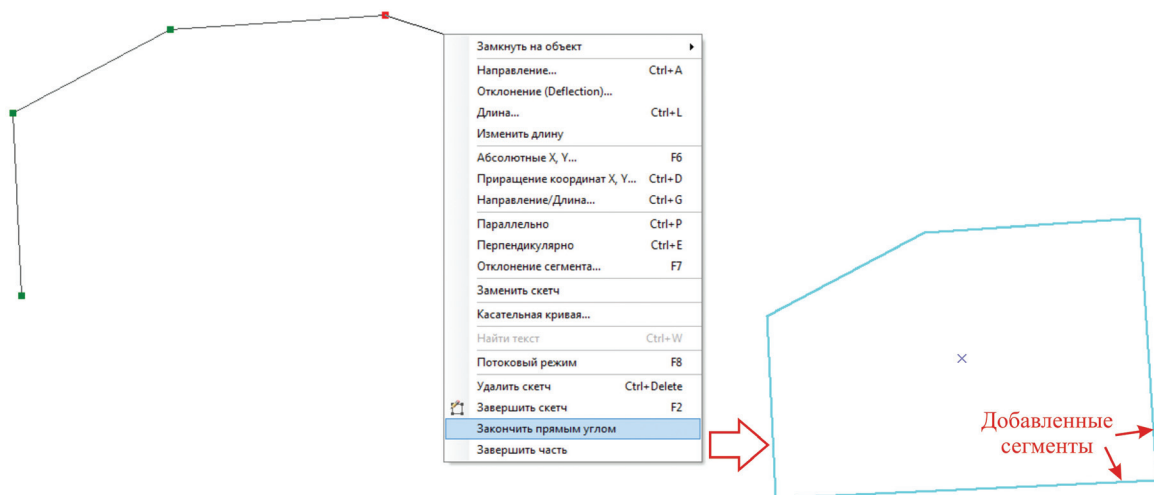 Замкнуть на объект
Направление... Ctrl+A
Отклонение (Deflection)...
Длина... Ctrl+L
Изменить длину
Абсолютные X, Y... F6
Приращение координат X, Y... Ctrl+D
Направление/Длина... Ctrl+G
Параллельно Ctrl+P
Перпендикулярно Ctrl+E
Отклонение сегмента... F7
Заменить скетч
Касательная кривая...
Найти текст Ctrl+W
Потоковый режим F8
Удалить скетч Ctrl+Delete
Завершить скетч F2
Закончить прямым углом
Завершить часть
Добавленные
сегменты